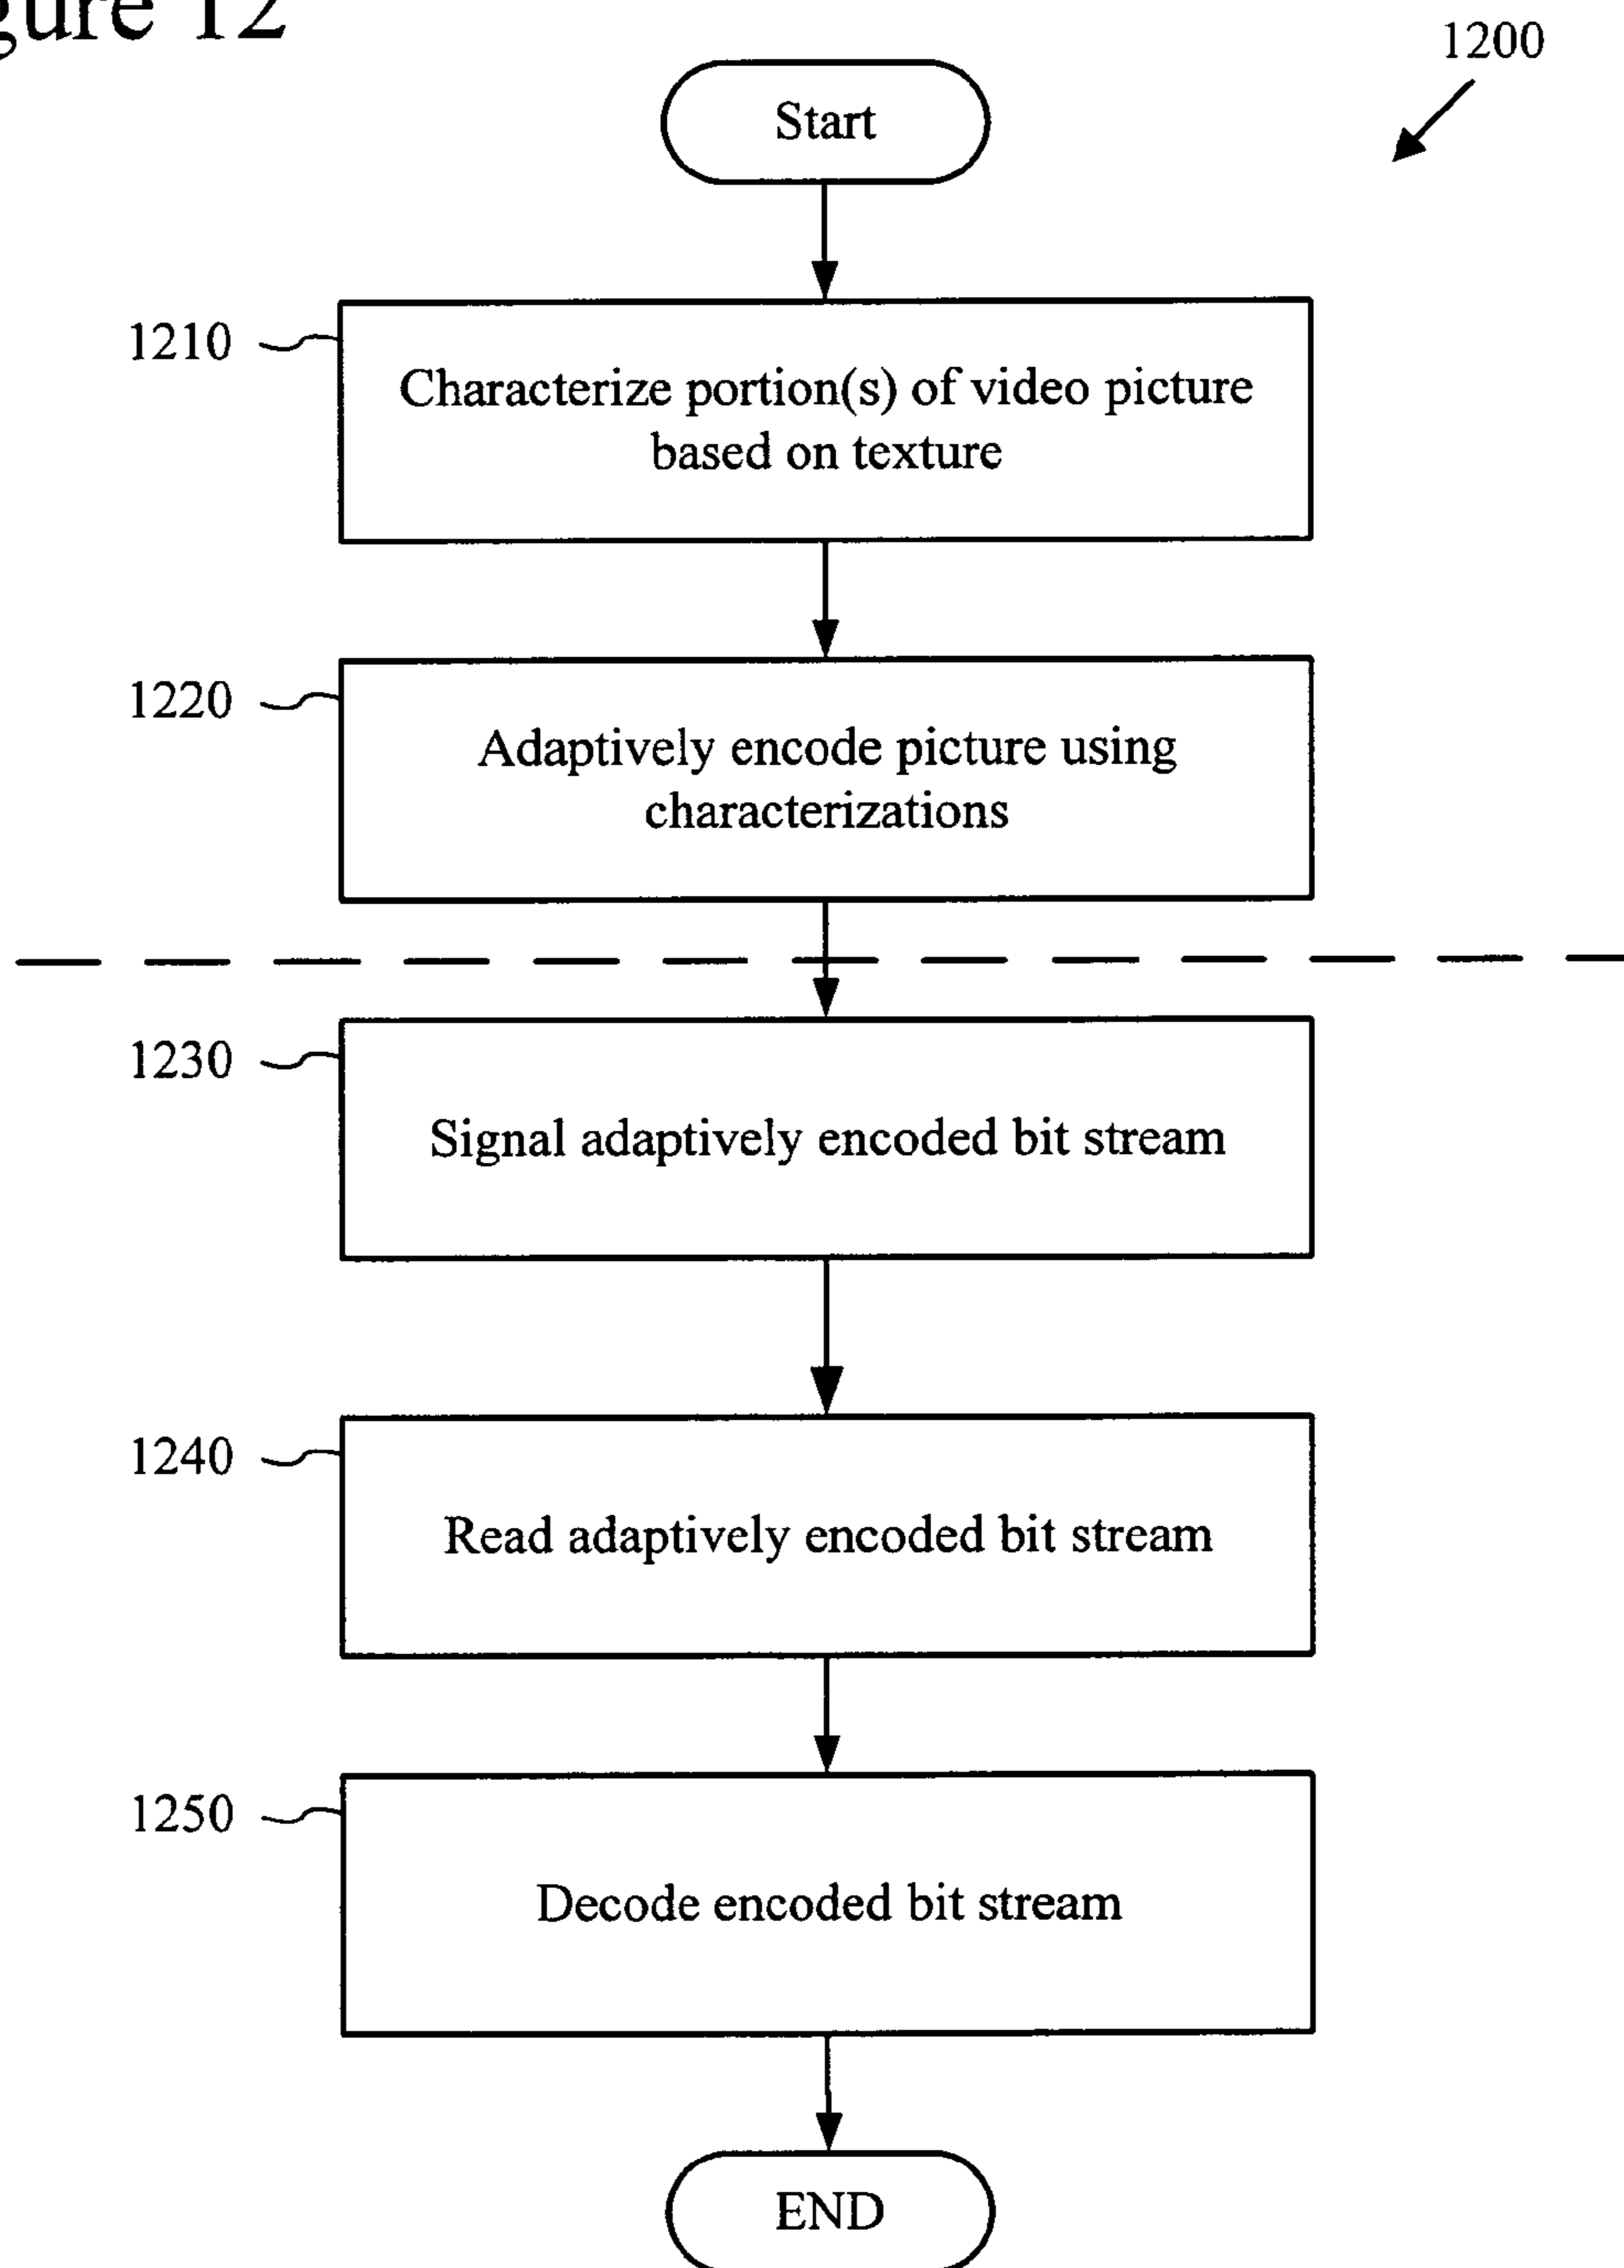 gure 12
1200
Start
1210
Characterize portion(s) of video picture
based on texture
1220
Adaptively encode picture using
characterizations
1230
Signal adaptively encoded bit stream
1240
Read adaptively encoded bit stream
1250
Decode encoded bit stream
END